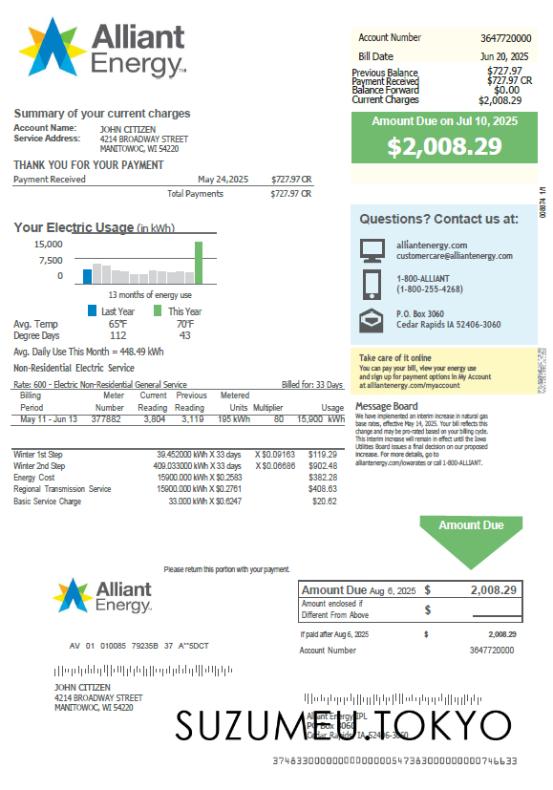 Alliant
Energy
Account Number 3647720000
Bill Date Jun 20, 2025
Previous Balance $727.97
Payment Received $727.97 CR
Balance Forward $0.00
Current Charges $2,008.29
Amount Due on Jul 10, 2025
$2,008.29
Summary of your current charges
Account Name: JOHN CITIZEN
Service Address: 4214 BROADWAY STREET
MANITOWOC, WI 54220
THANK YOU FOR YOUR PAYMENT
Payment Received May 24,2025 $727.97CR
Total Payments $727.97 CR
008874 1/1
Your Electric Usage (in kWh)
15,000
7,500
0
13 months of energy use
Last Year This Year
Avg. Temp 65°F 70°F
Degree Days 112 43
Avg. Daily Use This Month = 448.49 kWh
Questions? Contact us at:
alliantenergy.com
customercare@alliantenergy.com
1-800-ALLIANT
(1-800-255-4268)
P.O. Box 3060
Cedar Rapids IA 52406-3060
Take care of it online
You can pay your bill, view your energy use
and sign up for payment options in My Account
at alliantenergy.com/myaccount
Non-Residential Electric Service
Rate: 600 - Electric Non-Residential General Service Billed for: 33 Days
Billing Meter Current Previous Metered
Period Number Reading Reading Units Multiplier Usage
May 11 - Jun 13 377882 3,804 3,119 195 kWh 80 15,900 kWh
Winter 1st Step 39.452000 kW X 33 days X $0.09163 $119.29
Winter 2nd Step 409.033000 kW X 33 days X $0.06686 $902.48
Energy Cost 15900.000 kWh X $0.2583 $382.28
Regional Transmission Service 15900.000 kWh X $0.2761 $408.63
Basic Service Charge 33.000 kWh X $0.6247 $20.62
Message Board
We have implemented an interim increase in natural gas
base rates, effective May 14, 2025. Your bill reflects this
change and may be pro-rated based on your billing cycle.
This interim increase will remain in effect until the Iowa
Utilities Board issues a final decision on our proposed
increase. For more details, go to
alliantenergy.com/iowarates or call 1-800-ALLIANT.
Amount Due
Please return this portion with your payment.
Alliant
Energy
Amount Due Aug 6, 2025 $ 2,008.29
Amount enclosed if
Different From Above $
If paid after Aug 6, 2025 $ 2,008.29
Account Number 3647720000
AV 01 010085 79235B 37 A**5DCT
JOHN CITIZEN
4214 BROADWAY STREET
MANITOWOC, WI 54220
Alliant Energy/IPL
PO Box 3060
Cedar Rapids IA 52406-3060
SUZUMEU.TOKYO